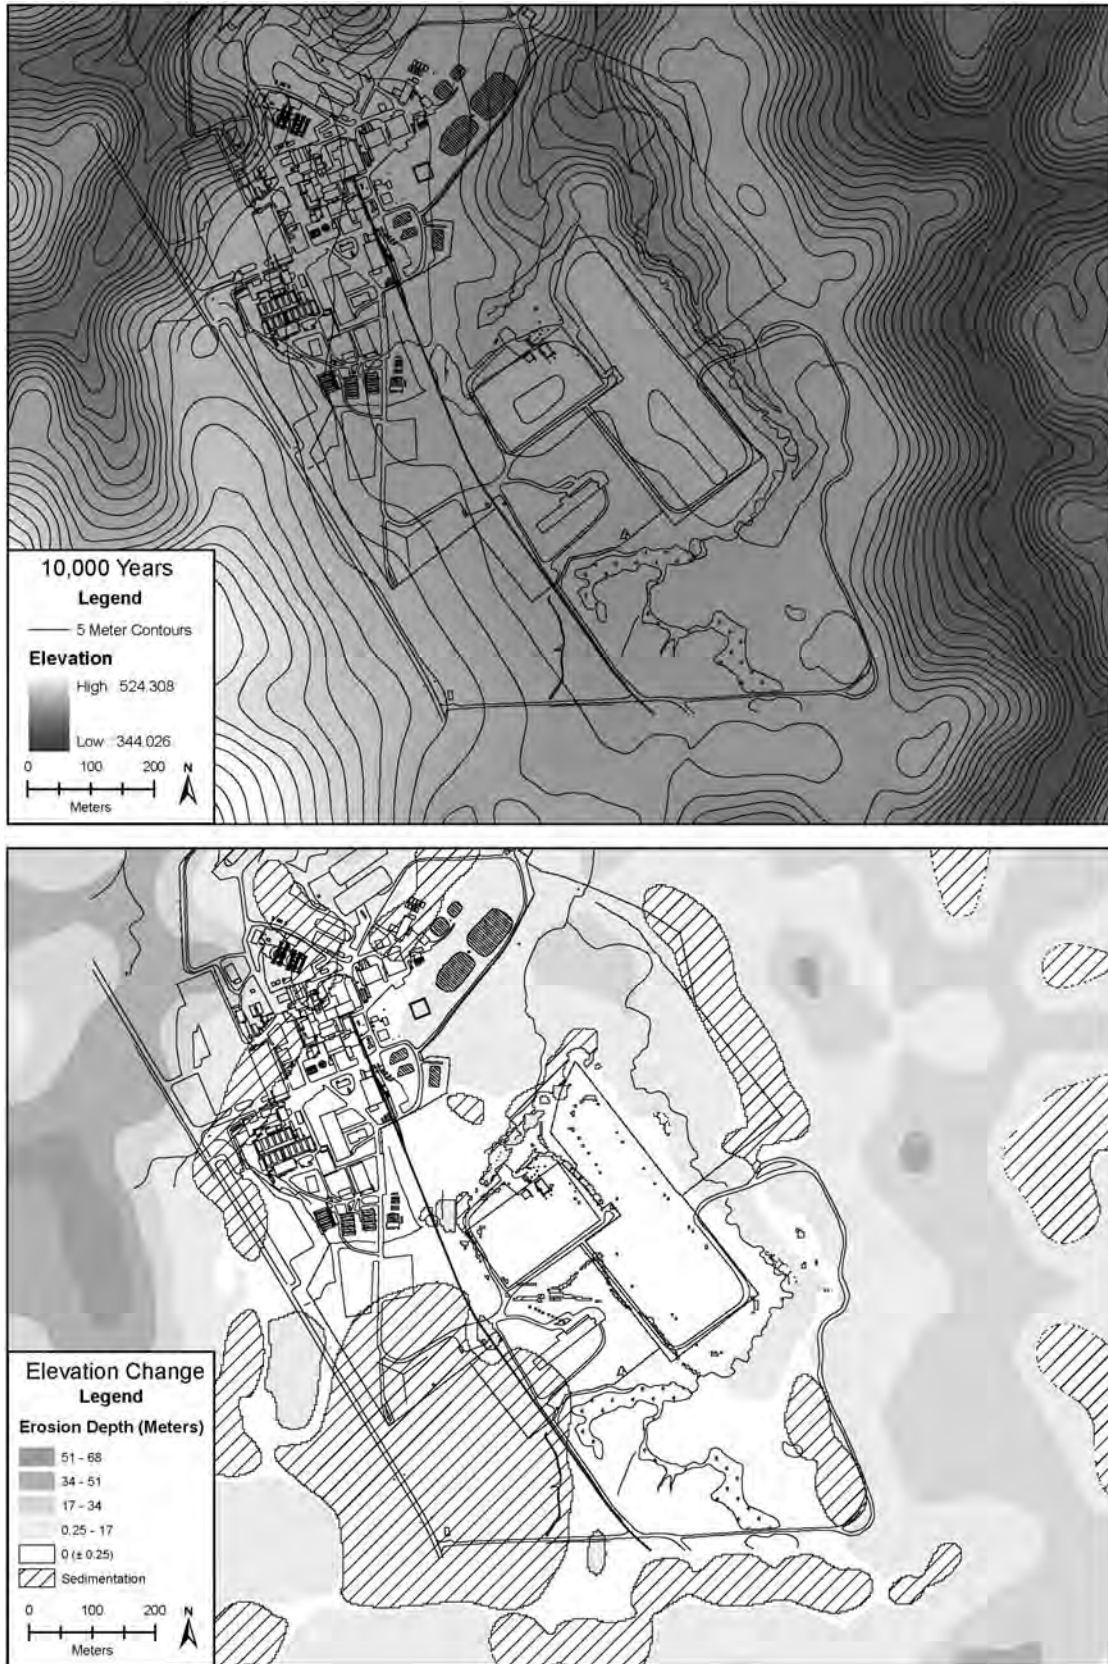 10,000 Years
Legend
5 Meter Contours
Elevation
High 524.308
Low : 344.026
0 100 200
N
Meters
Elevation Change
Legend
Erosion Depth (Meters)
51 - 68
34 - 51
17 - 34
0.25 - 17
0 (± 0.25)
Sedimentation
0 100 200
N
Meters